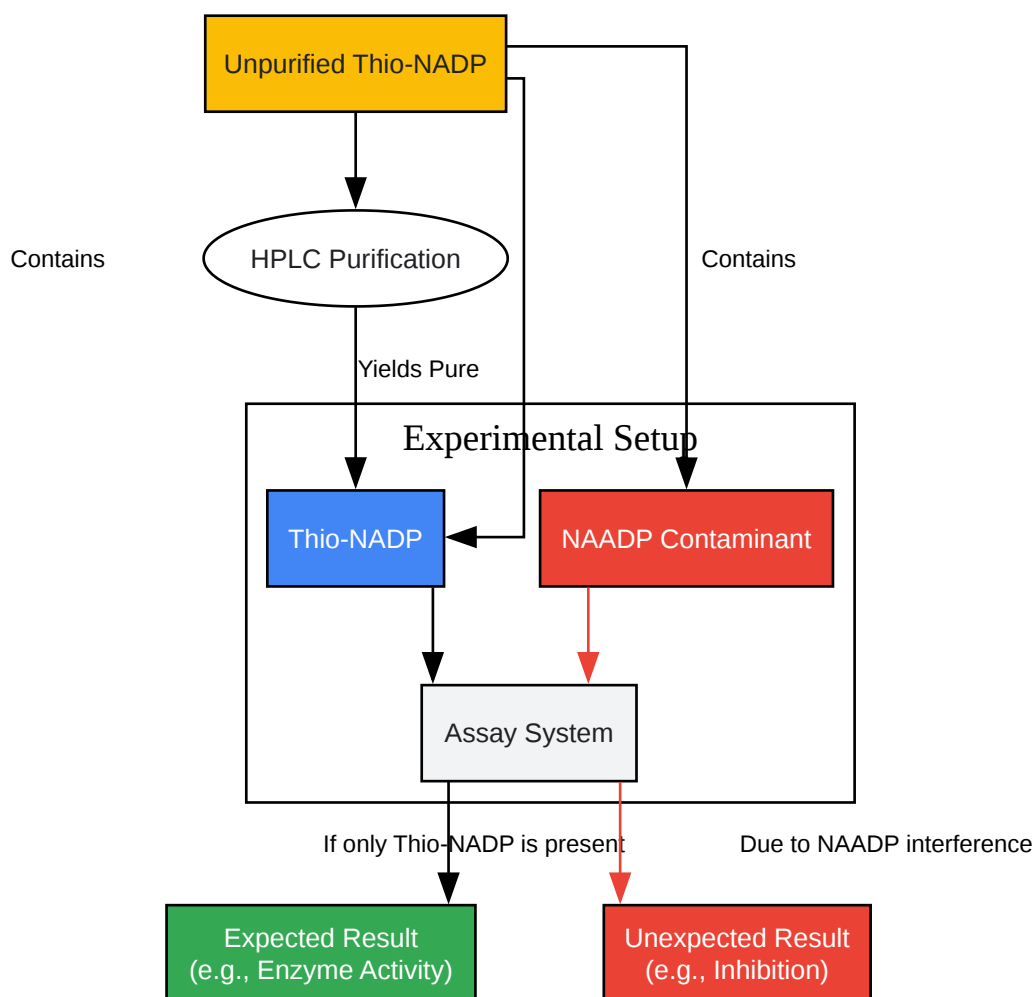 Unpurified Thio-NADP
Contains
HPLC Purification
Contains
Yields Pure
Experimental Setup
Thio-NADP
NAADP Contaminant
Assay System
If only Thio-NADP is present
Due to NAADP interference
Expected Result
(e.g., Enzyme Activity)
Unexpected Result
(e.g., Inhibition)